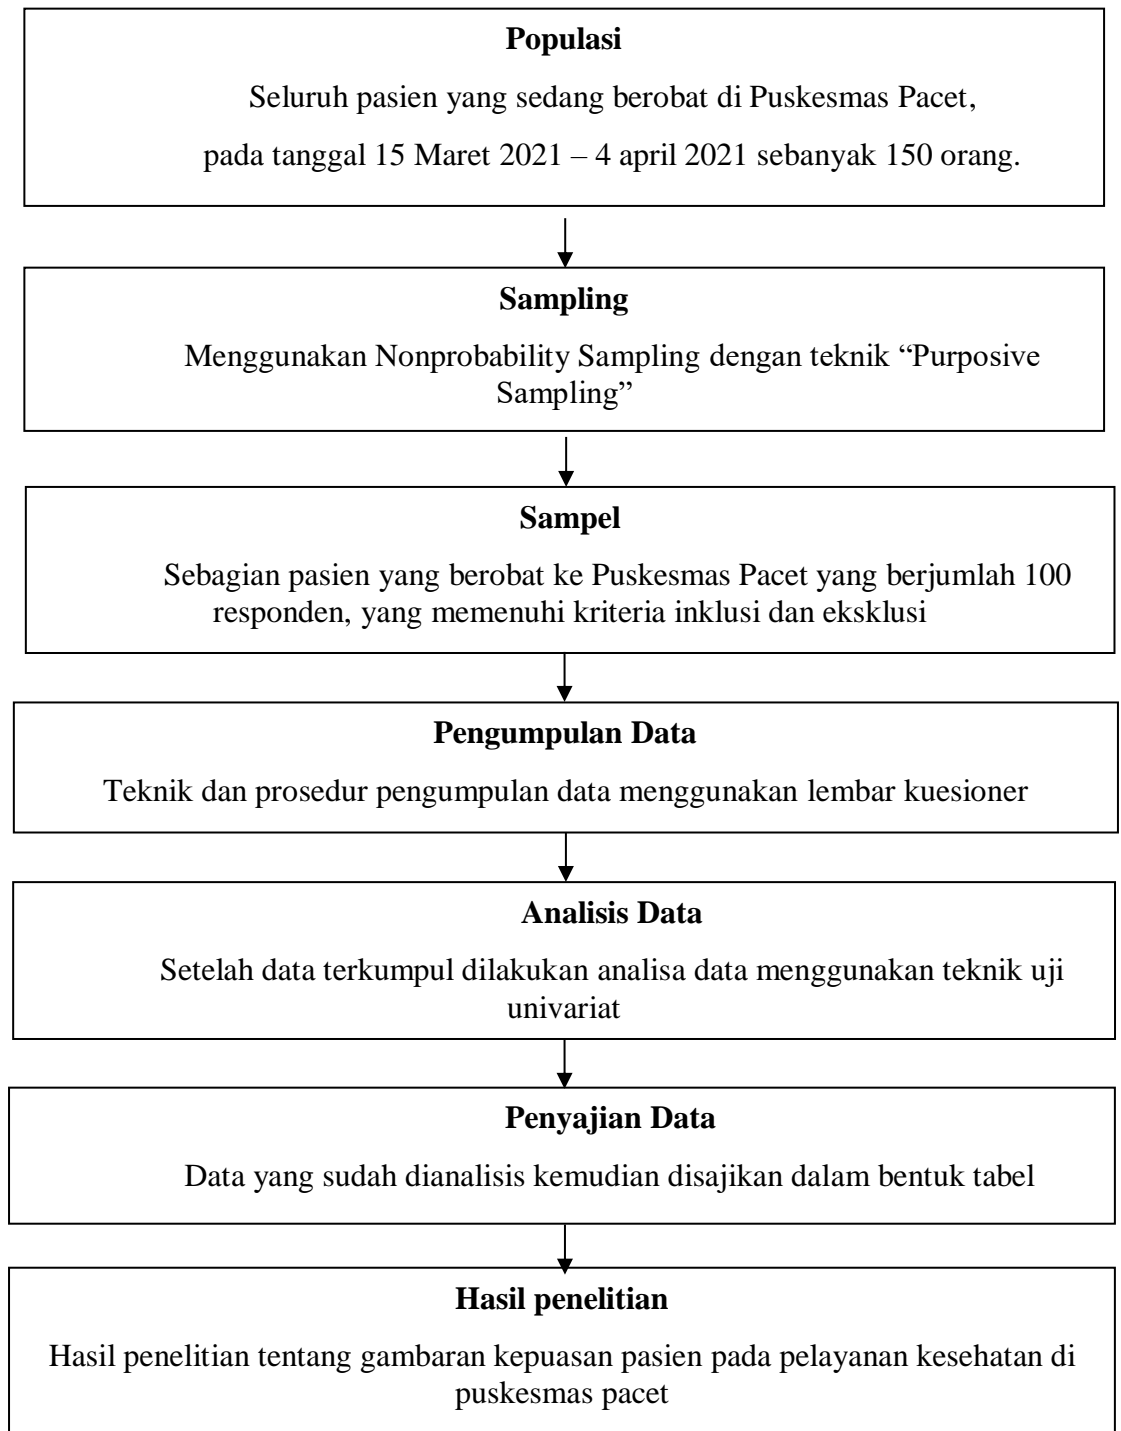 Populasi
Seluruh pasien yang sedang berobat di Puskesmas Pacet,
pada tanggal 15 Maret 2021 – 4 april 2021 sebanyak 150 orang.
Sampling
Menggunakan Nonprobability Sampling dengan teknik “Purposive
Sampling”
Sampel
Sebagian pasien yang berobat ke Puskesmas Pacet yang berjumlah 100
responden, yang memenuhi kriteria inklusi dan eksklusi
Pengumpulan Data
Teknik dan prosedur pengumpulan data menggunakan lembar kuesioner
Analisis Data
Setelah data terkumpul dilakukan analisa data menggunakan teknik uji
univariat
Penyajian Data
Data yang sudah dianalisis kemudian disajikan dalam bentuk tabel
Hasil penelitian
Hasil penelitian tentang gambaran kepuasan pasien pada pelayanan kesehatan di
puskesmas pacet